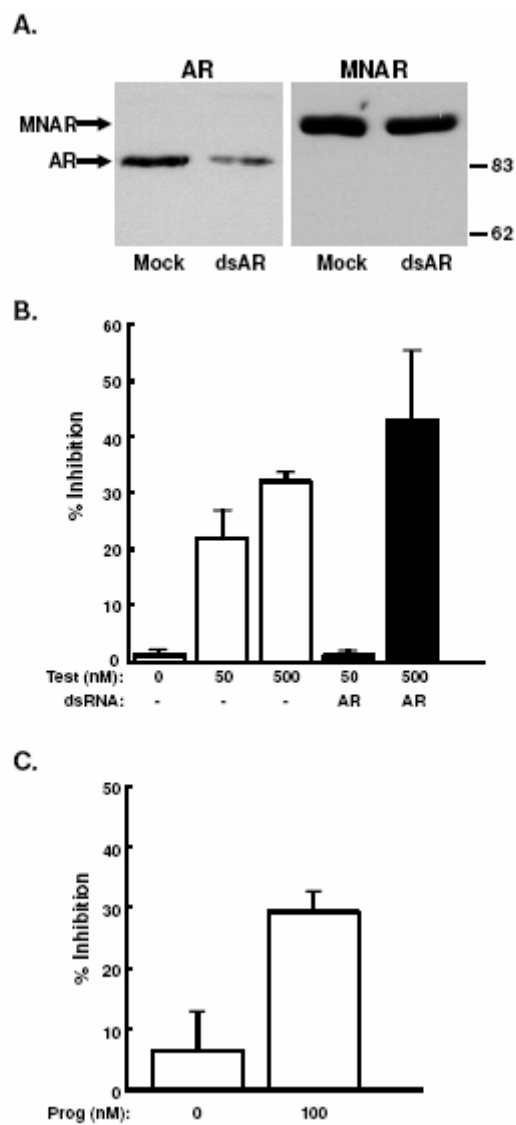 A.
AR MNAR
MNAR
AR
83
62
Mock dsAR Mock dsAR
B.
60
50
40
30
20
10
0
% Inhibition
Test (nM): 0 50 500 50 500
dsRNA: - - - AR AR
C.
50
40
30
20
10
0
% Inhibition
Prog (nM): 0 100